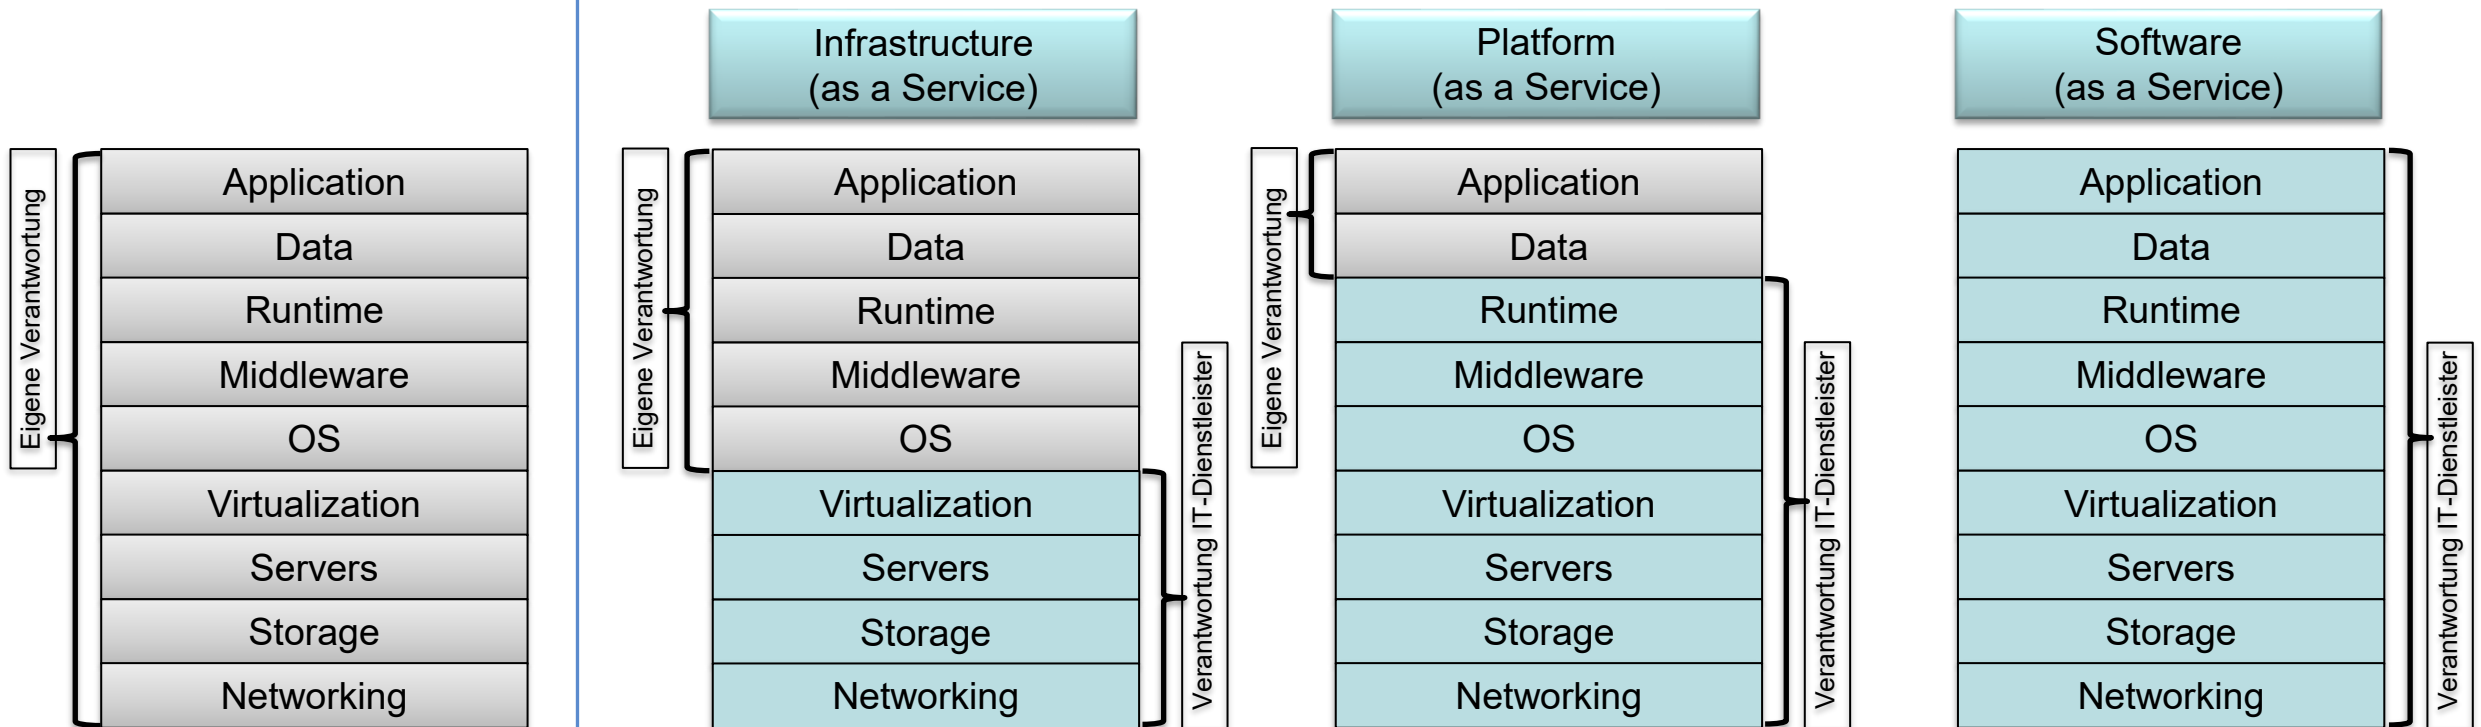 Infrastructure
(as a Service)
Platform
(as a Service)
Software
(as a Service)
Eigene Verantwortung
Application
Data
Runtime
Middleware
OS
Virtualization
Servers
Storage
Networking
Eigene Verantwortung
Application
Data
Runtime
Middleware
OS
Virtualization
Servers
Storage
Networking
Verantwortung IT-Dienstleister
Eigene Verantwortung
Application
Data
Runtime
Middleware
OS
Virtualization
Servers
Storage
Networking
Verantwortung IT-Dienstleister
Application
Data
Runtime
Middleware
OS
Virtualization
Servers
Storage
Networking
Verantwortung IT-Dienstleister